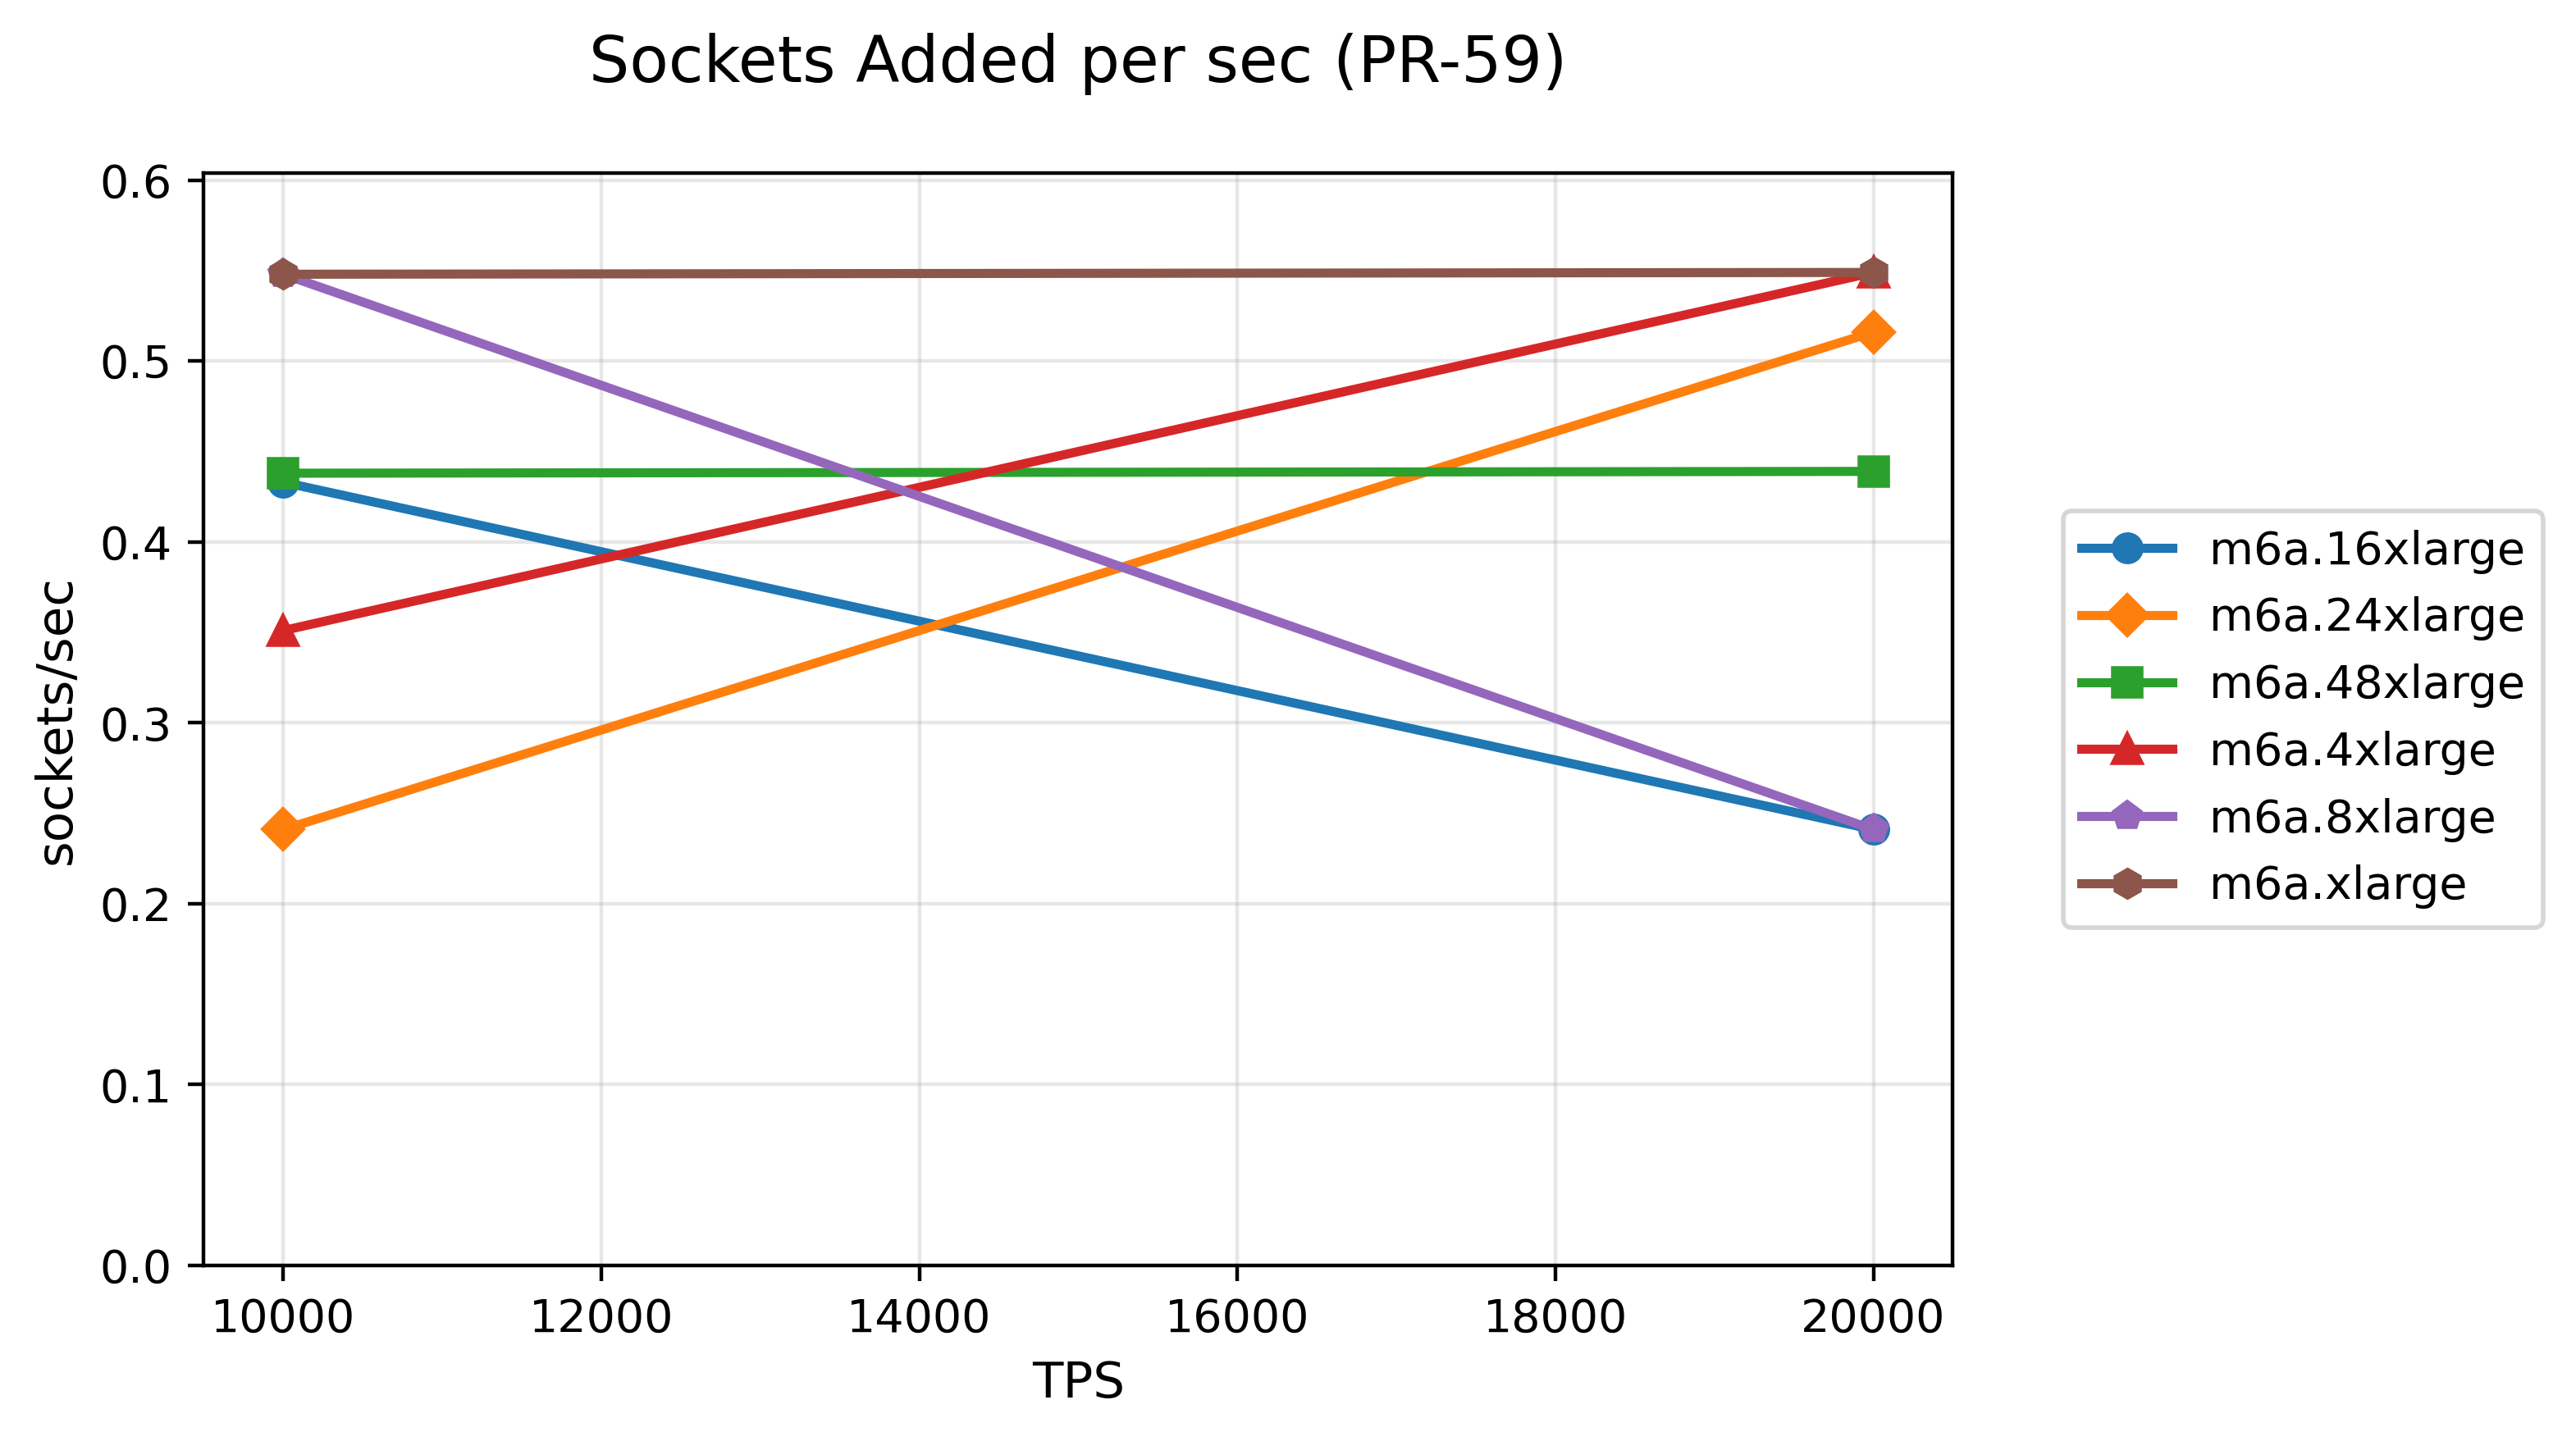 Sockets Added per sec (PR-59)
0.6
0.5
0.4
0.3
0.2
0.1
0.0
sockets/sec
10000 12000 14000 16000 18000 20000
TPS
m6a.16xlarge
m6a.24xlarge
m6a.48xlarge
m6a.4xlarge
m6a.8xlarge
m6a.xlarge